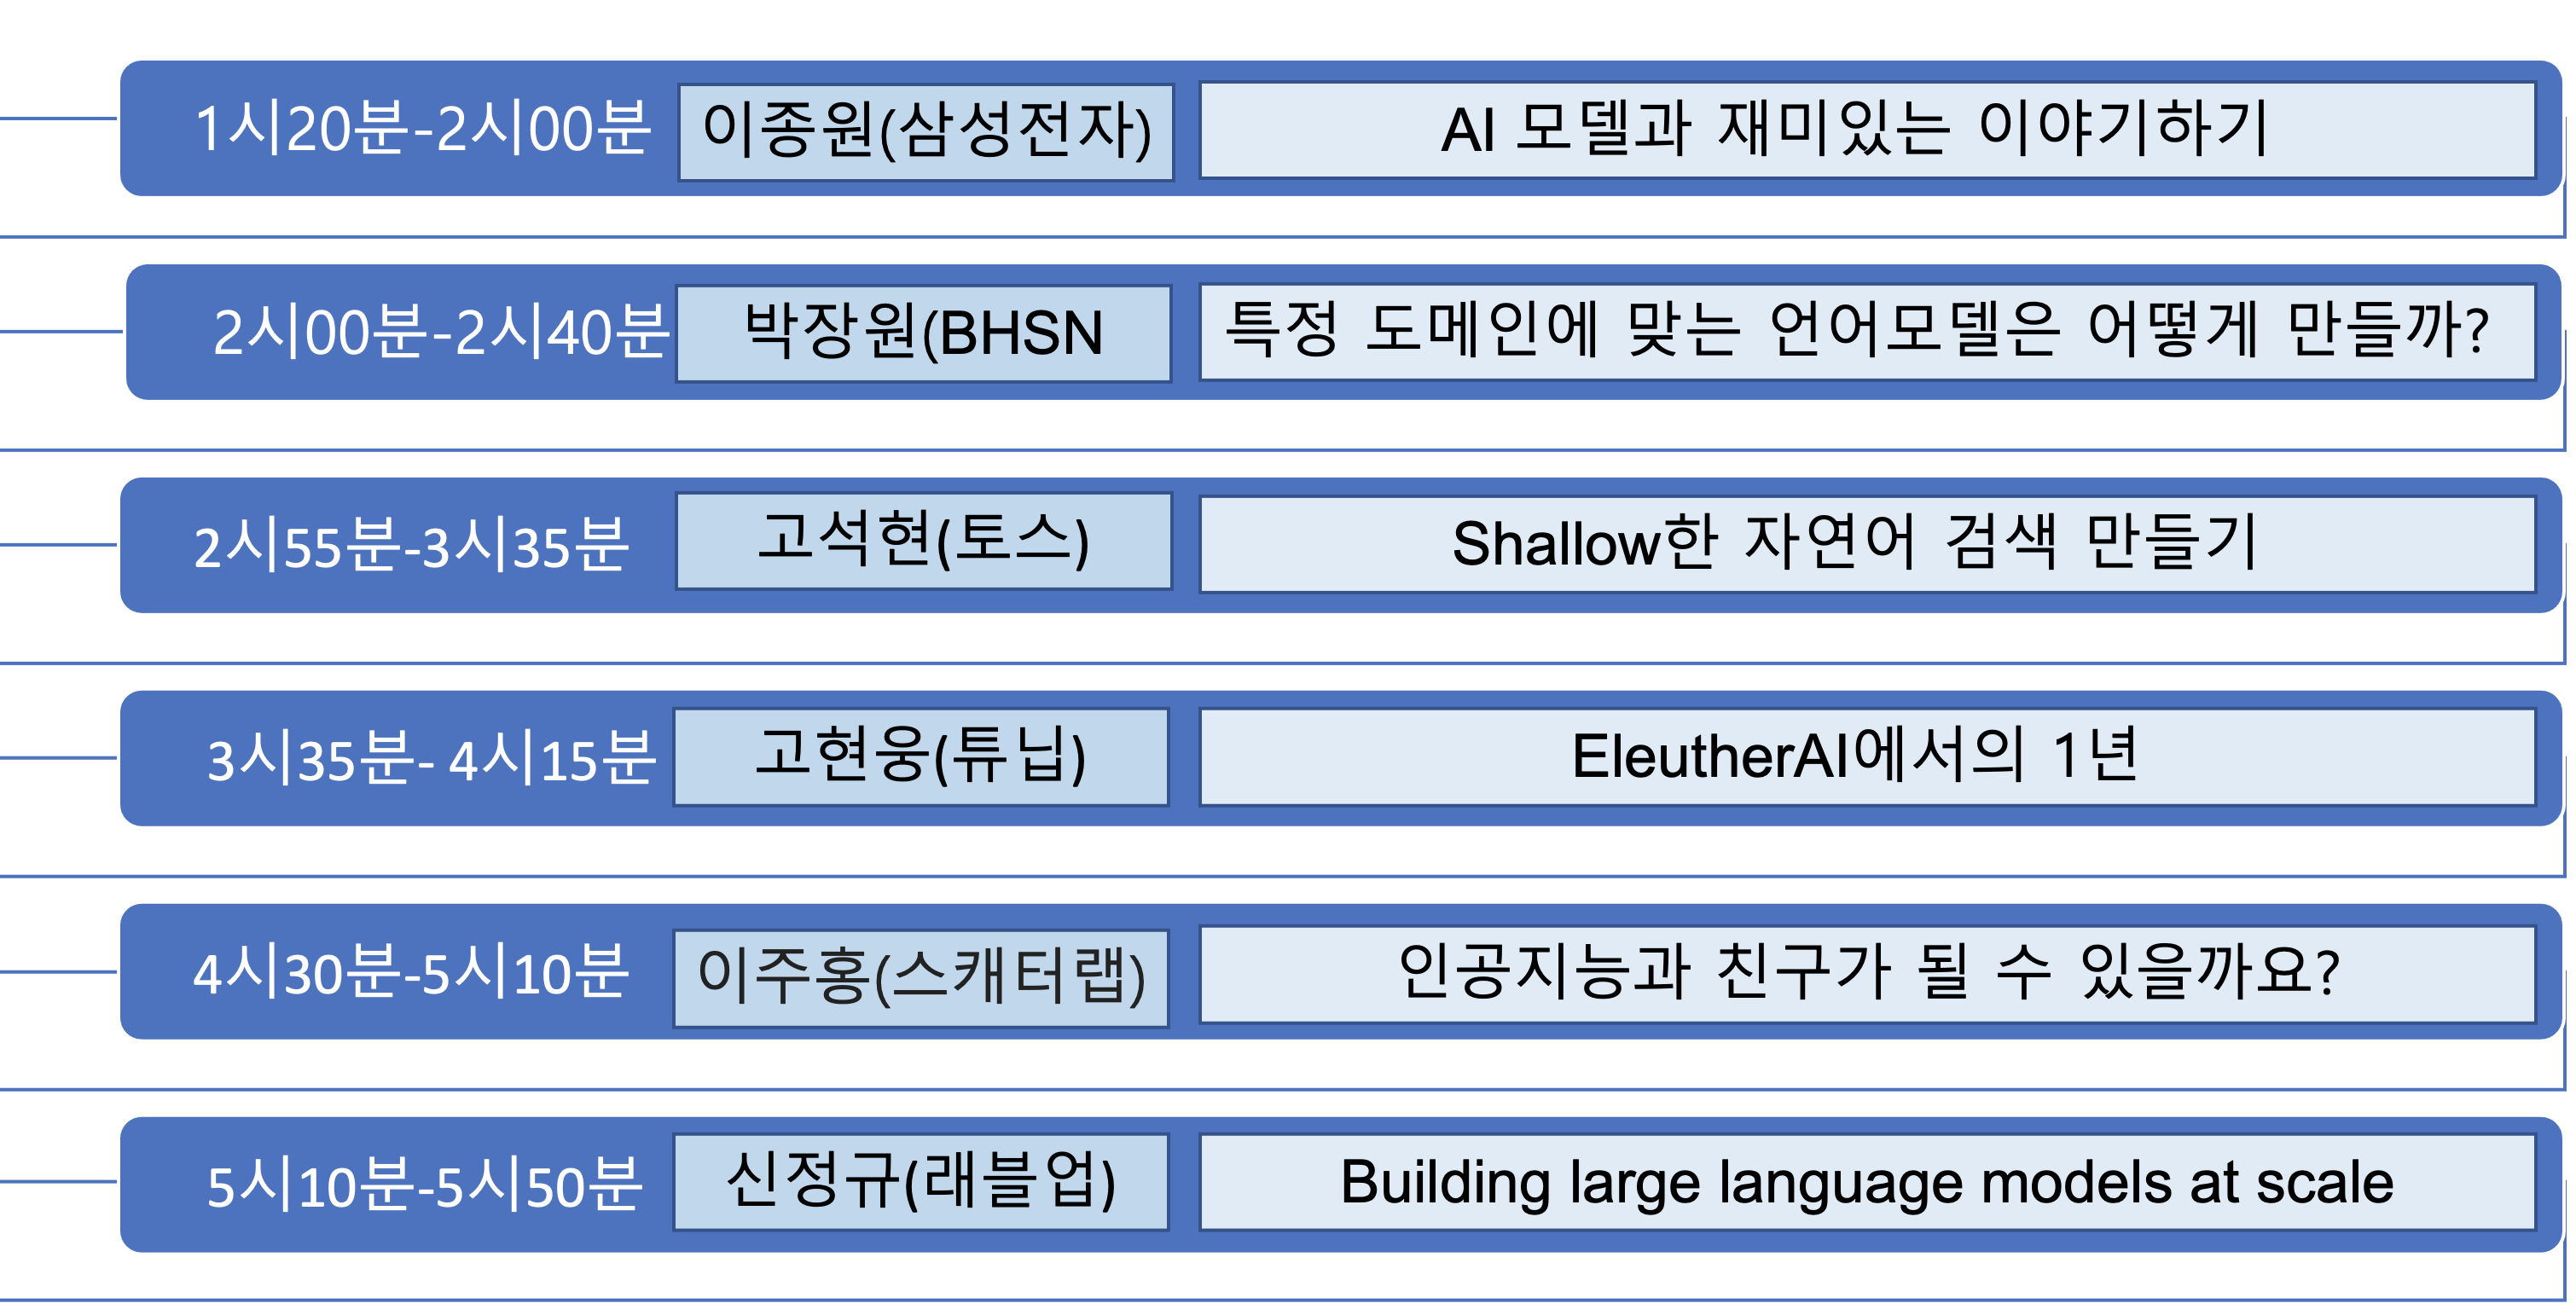 1시20분-2시00분 이종원(삼성전자) AI 모델과 재미있는 이야기하기
2시00분-2시40분 박장원(BHSN 특정 도메인에 맞는 언어모델은 어떻게 만들까?
2시55분-3시35분 고석현(토스) Shallow한 자연어 검색 만들기
3시35분- 4시15분 고현웅(튜닙) EleutherAI에서의 1년
4시30분-5시10분 이주홍(스캐터랩) 인공지능과 친구가 될 수 있을까요?
5시10분-5시50분 신정규(래블업) Building large language models at scale